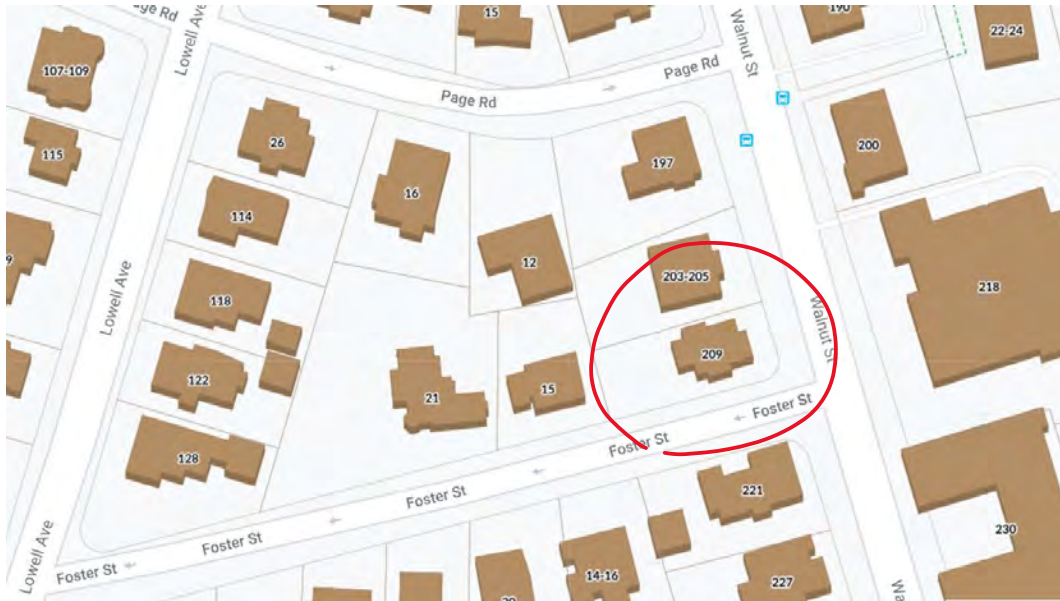 age Rd
Lowell Ave
15
Walnut St
190
22-24
107-109
Page Rd
Page Rd
115
26
16
197
200
114
12
203-205
218
118
Lowell Ave
Walnut St
209
122
21
15
Foster St
Foster St
128
221
Foster St
230
Foster St
Lowell Ave
Foster St
14-16
227